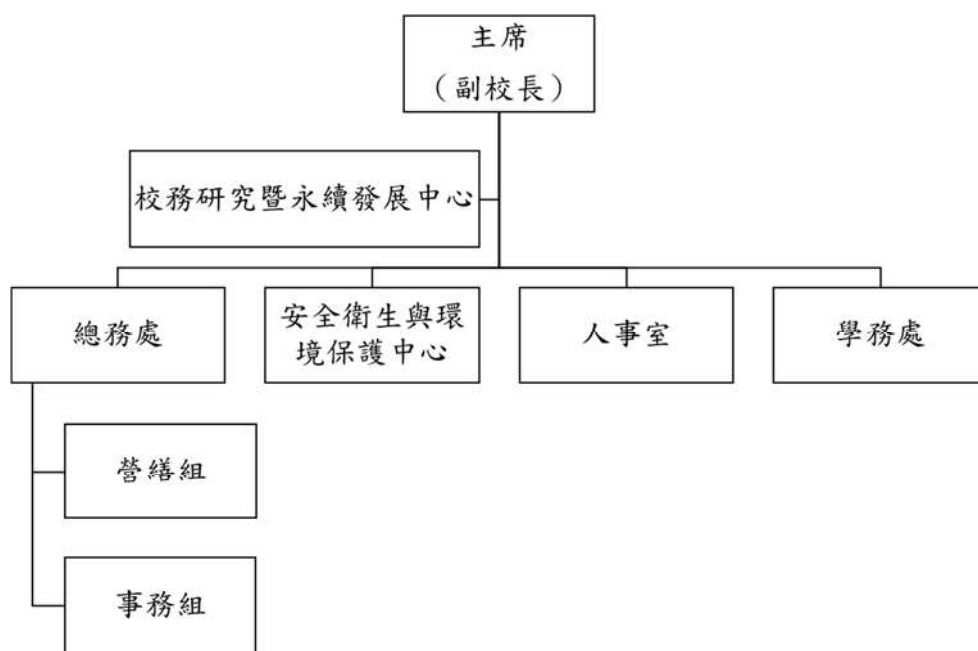 主席
（副校長）
校務研究暨永續發展中心
總務處
安全衛生與環
境保護中心
人事室
學務處
營繕組
事務組